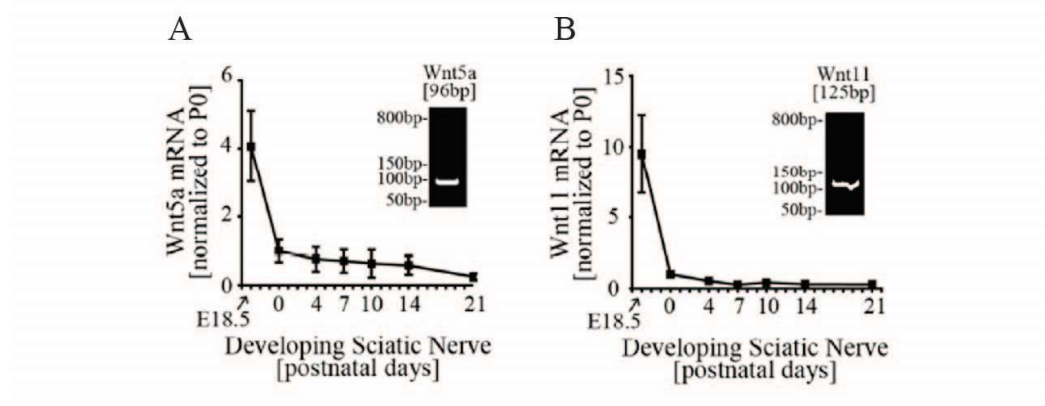 A
Wnt5a mRNA
[normalized to P0]
6
4
2
0
Wnt5a
[96bp]
800bp-
150bp-
100bp-
50bp-
0 4 7 10 14 21
E18.5
Developing Sciatic Nerve
[postnatal days]
B
Wnt11 mRNA
[normalized to P0]
15
10
5
0
Wnt11
[125bp]
800bp-
150bp-
100bp-
50bp-
0 4 7 10 14 21
E18.5
Developing Sciatic Nerve
[postnatal days]